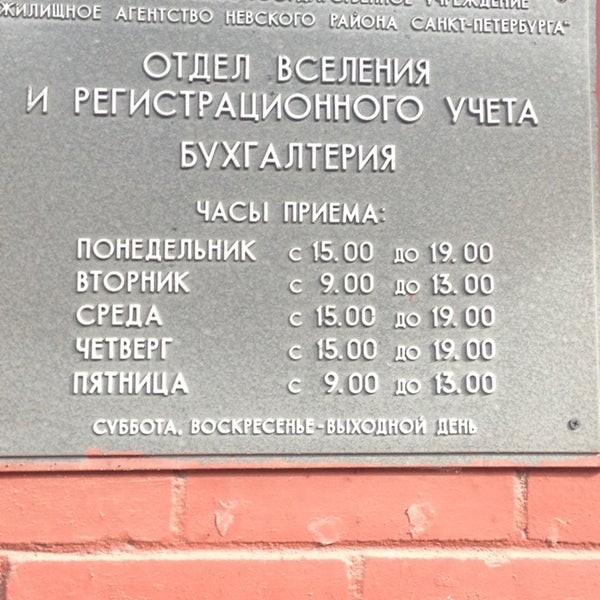 УЧРЕЖДЕНИЕ
ЖИЛИЩНОЕ АГЕНТСТВО НЕВСКОГО РАЙОНА САНКТ-ПЕТЕРБУРГА"
ОТДЕЛ ВСЕЛЕНИЯ
И РЕГИСТРАЦИОННОГО УЧЕТА
БУХГАЛТЕРИЯ
ЧАСЫ ПРИЕМА:
ПОНЕДЕЛЬНИК с 15.00 до 19.00
ВТОРНИК с 9.00 до 13.00
СРЕДА с 15.00 до 19.00
ЧЕТВЕРГ с 15.00 до 19.00
ПЯТНИЦА с 9.00 до 13.00
СУББОТА, ВОСКРЕСЕНЬЕ-ВЫХОДНОЙ ДЕНЬ